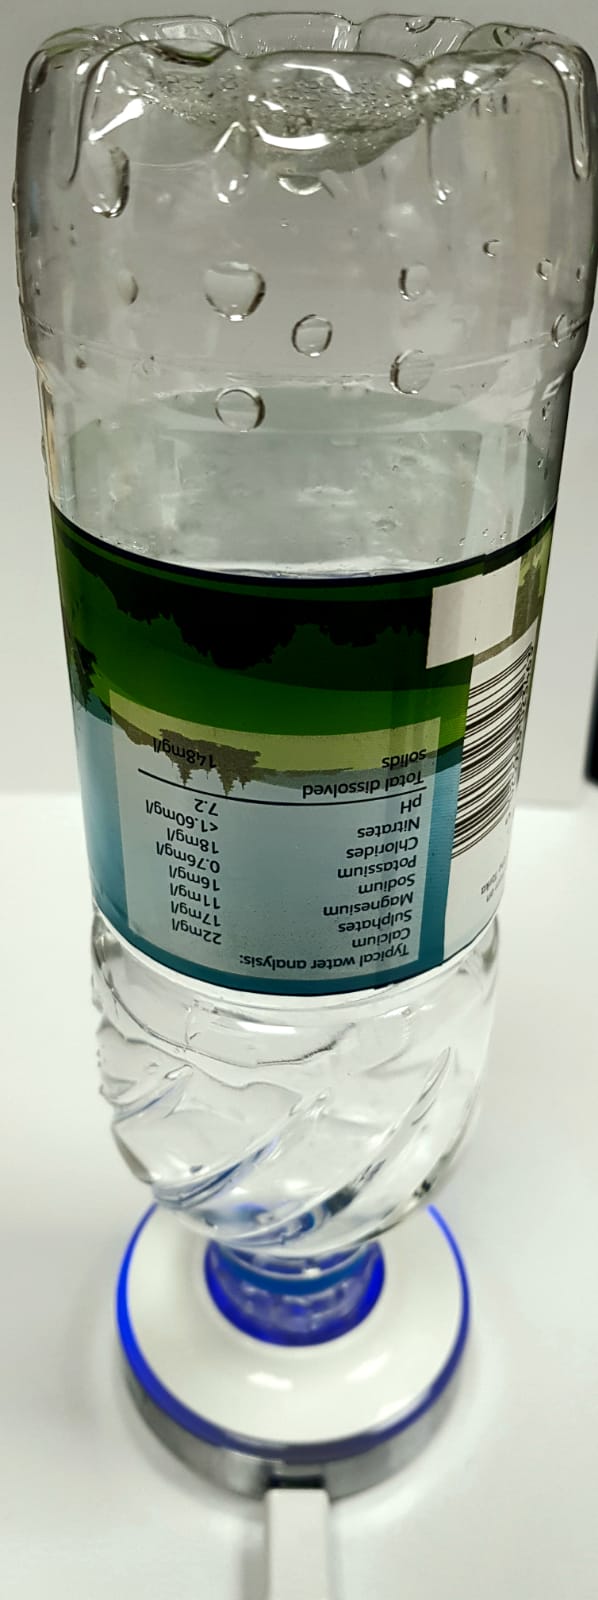 Typical water analysis:
Calcium 22mg/l
Sulphates 17mg/l
Magnesium 11mg/l
Sodium 16mg/l
Potassium 0.76mg/l
Chlorides 18mg/l
Nitrates <1.60mg/l
pH 7.2
Total dissolved
solids 148mg/l